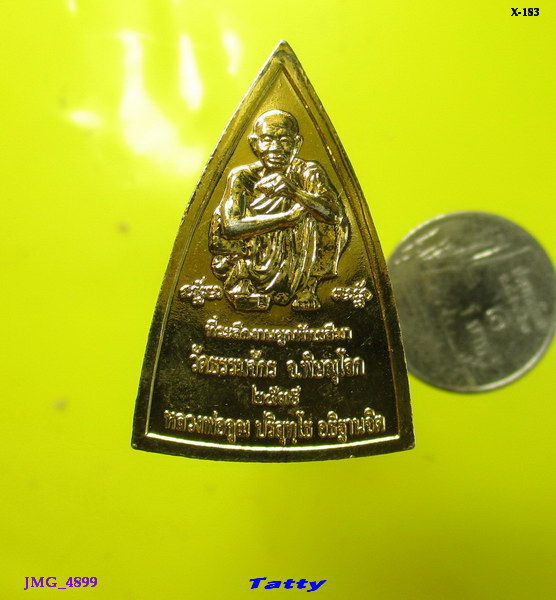 X-183
ที่ระลึกงานผูกพัทธสีมา
วัดธรรมจักร อ.พิษณุโลก
๒๕๓๕
หลวงพ่อคูณ ปริสุทฺโธ อธิฐานจิต
JMG_4899
Tatty